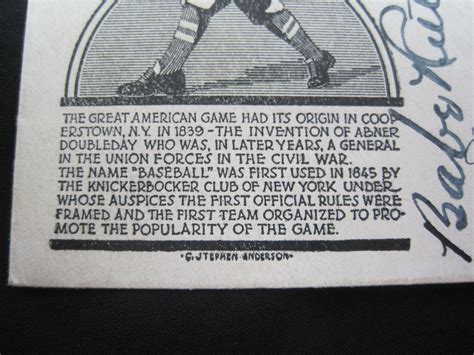 THE GREAT AMERICAN GAME HAD ITS ORIGIN IN COOP
ERSTOWN, N.Y. IN 1839 - THE INVENTION OF ABNER
DOUBLEDAY WHO WAS, IN LATER YEARS, A GENERAL
IN THE UNION FORCES IN THE CIVIL WAR.
THE NAME "BASEBALL" WAS FIRST USED IN 1845 BY
THE KNICKERBOCKER CLUB OF NEW YORK UNDER
WHOSE AUSPICES THE FIRST OFFICIAL RULES WERE
FRAMED AND THE FIRST TEAM ORGANIZED TO PRO-
MOTE THE POPULARITY OF THE GAME.
-G. STEPHEN ANDERSON-
Babe Ruth